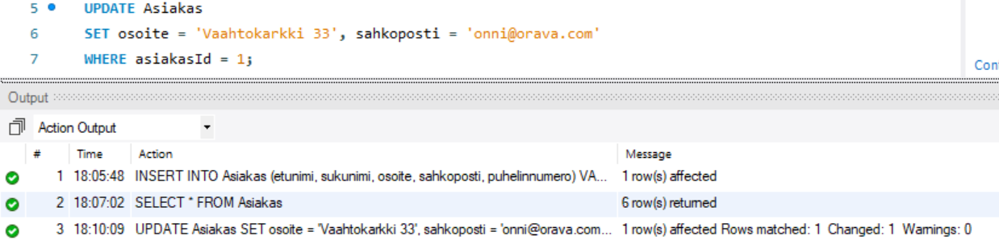 5 UPDATE Asiakas
6 SET osoite = 'Vaahtokarkki 33', sahkoposti = 'onni@orava.com'
7 WHERE asiakasId = 1;
Output
Action Output
# Time Action Message
1 18:05:48 INSERT INTO Asiakas (etunimi, sukunimi, osoite, sahkoposti, puhelinnumero) VA... 1 row(s) affected
2 18:07:02 SELECT * FROM Asiakas 6 row(s) returned
3 18:10:09 UPDATE Asiakas SET osoite = 'Vaahtokarkki 33', sahkoposti = 'onni@orava.com... 1 row(s) affected Rows matched: 1 Changed: 1 Warnings: 0